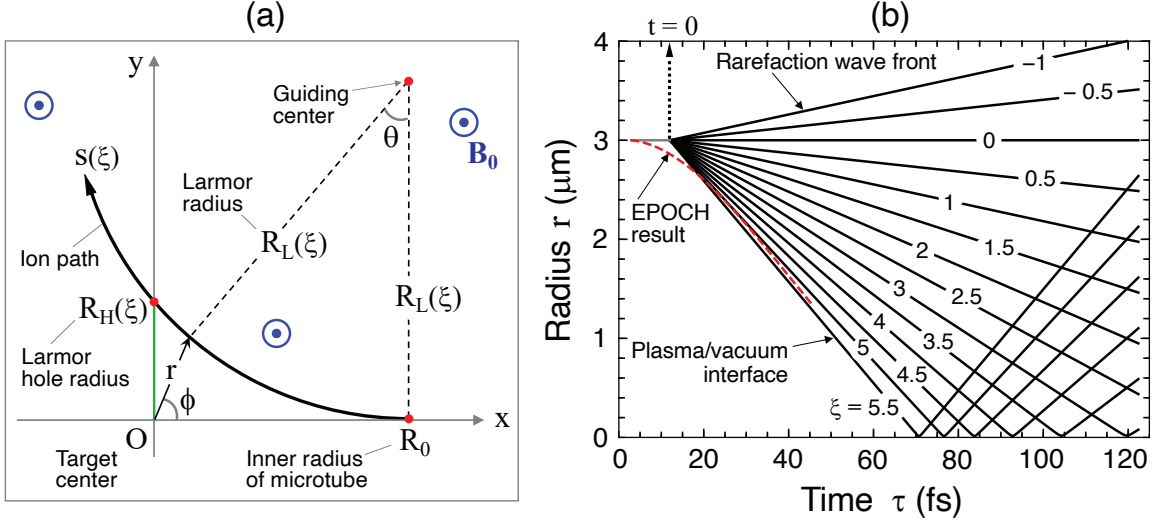 (a)
y
Guiding
center
θ
B₀
s(ξ)
Larmor
radius
R_L(ξ)
Ion path
R_L(ξ)
R_H(ξ)
Larmor
hole radius
r
ϕ
x
O
R₀
Target
center
Inner radius
of microtube
(b)
t = 0
4
3
2
1
0
Radius r (μm)
Rarefaction wave front
−1
− 0.5
0
0.5
EPOCH
result
1
1.5
2
2.5
3
3.5
4
4.5
5
Plasma/vacuum
interface
ξ = 5.5
0
20
40
60
80
100
120
Time τ (fs)